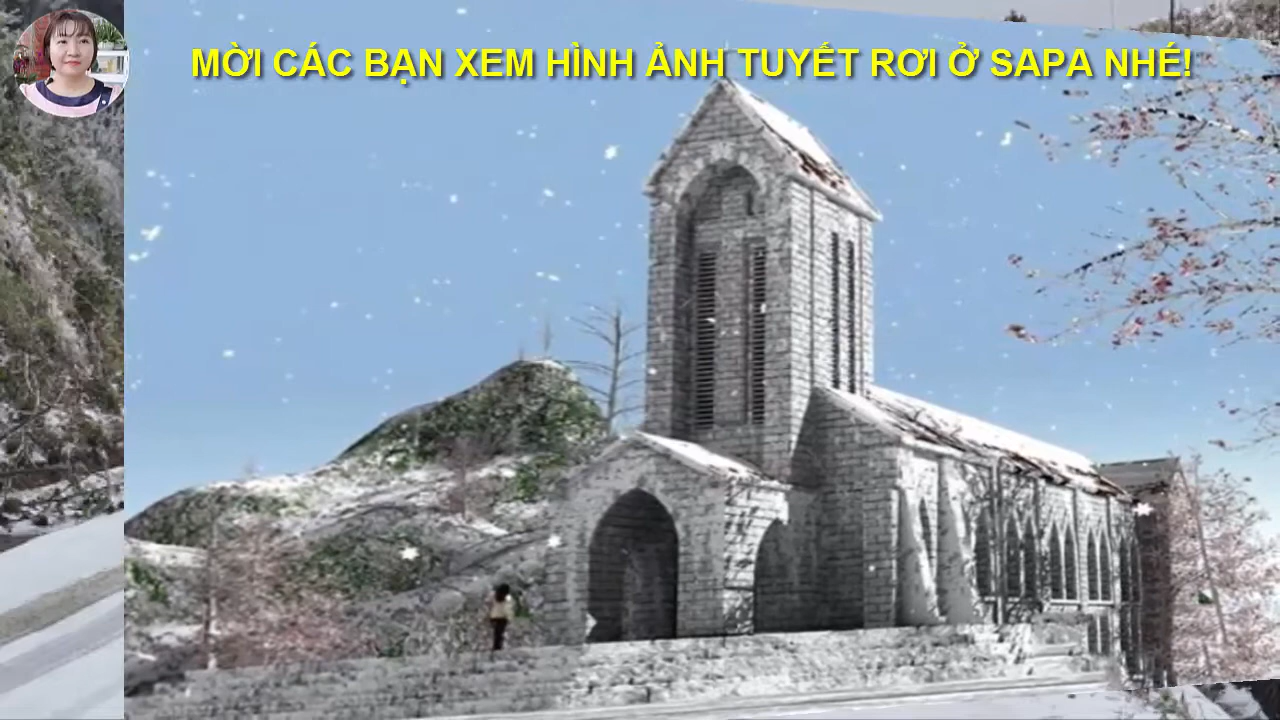 MỜI CÁC BẠN XEM HÌNH ẢNH TUYẾT RƠI Ở SAPA NHÉ!